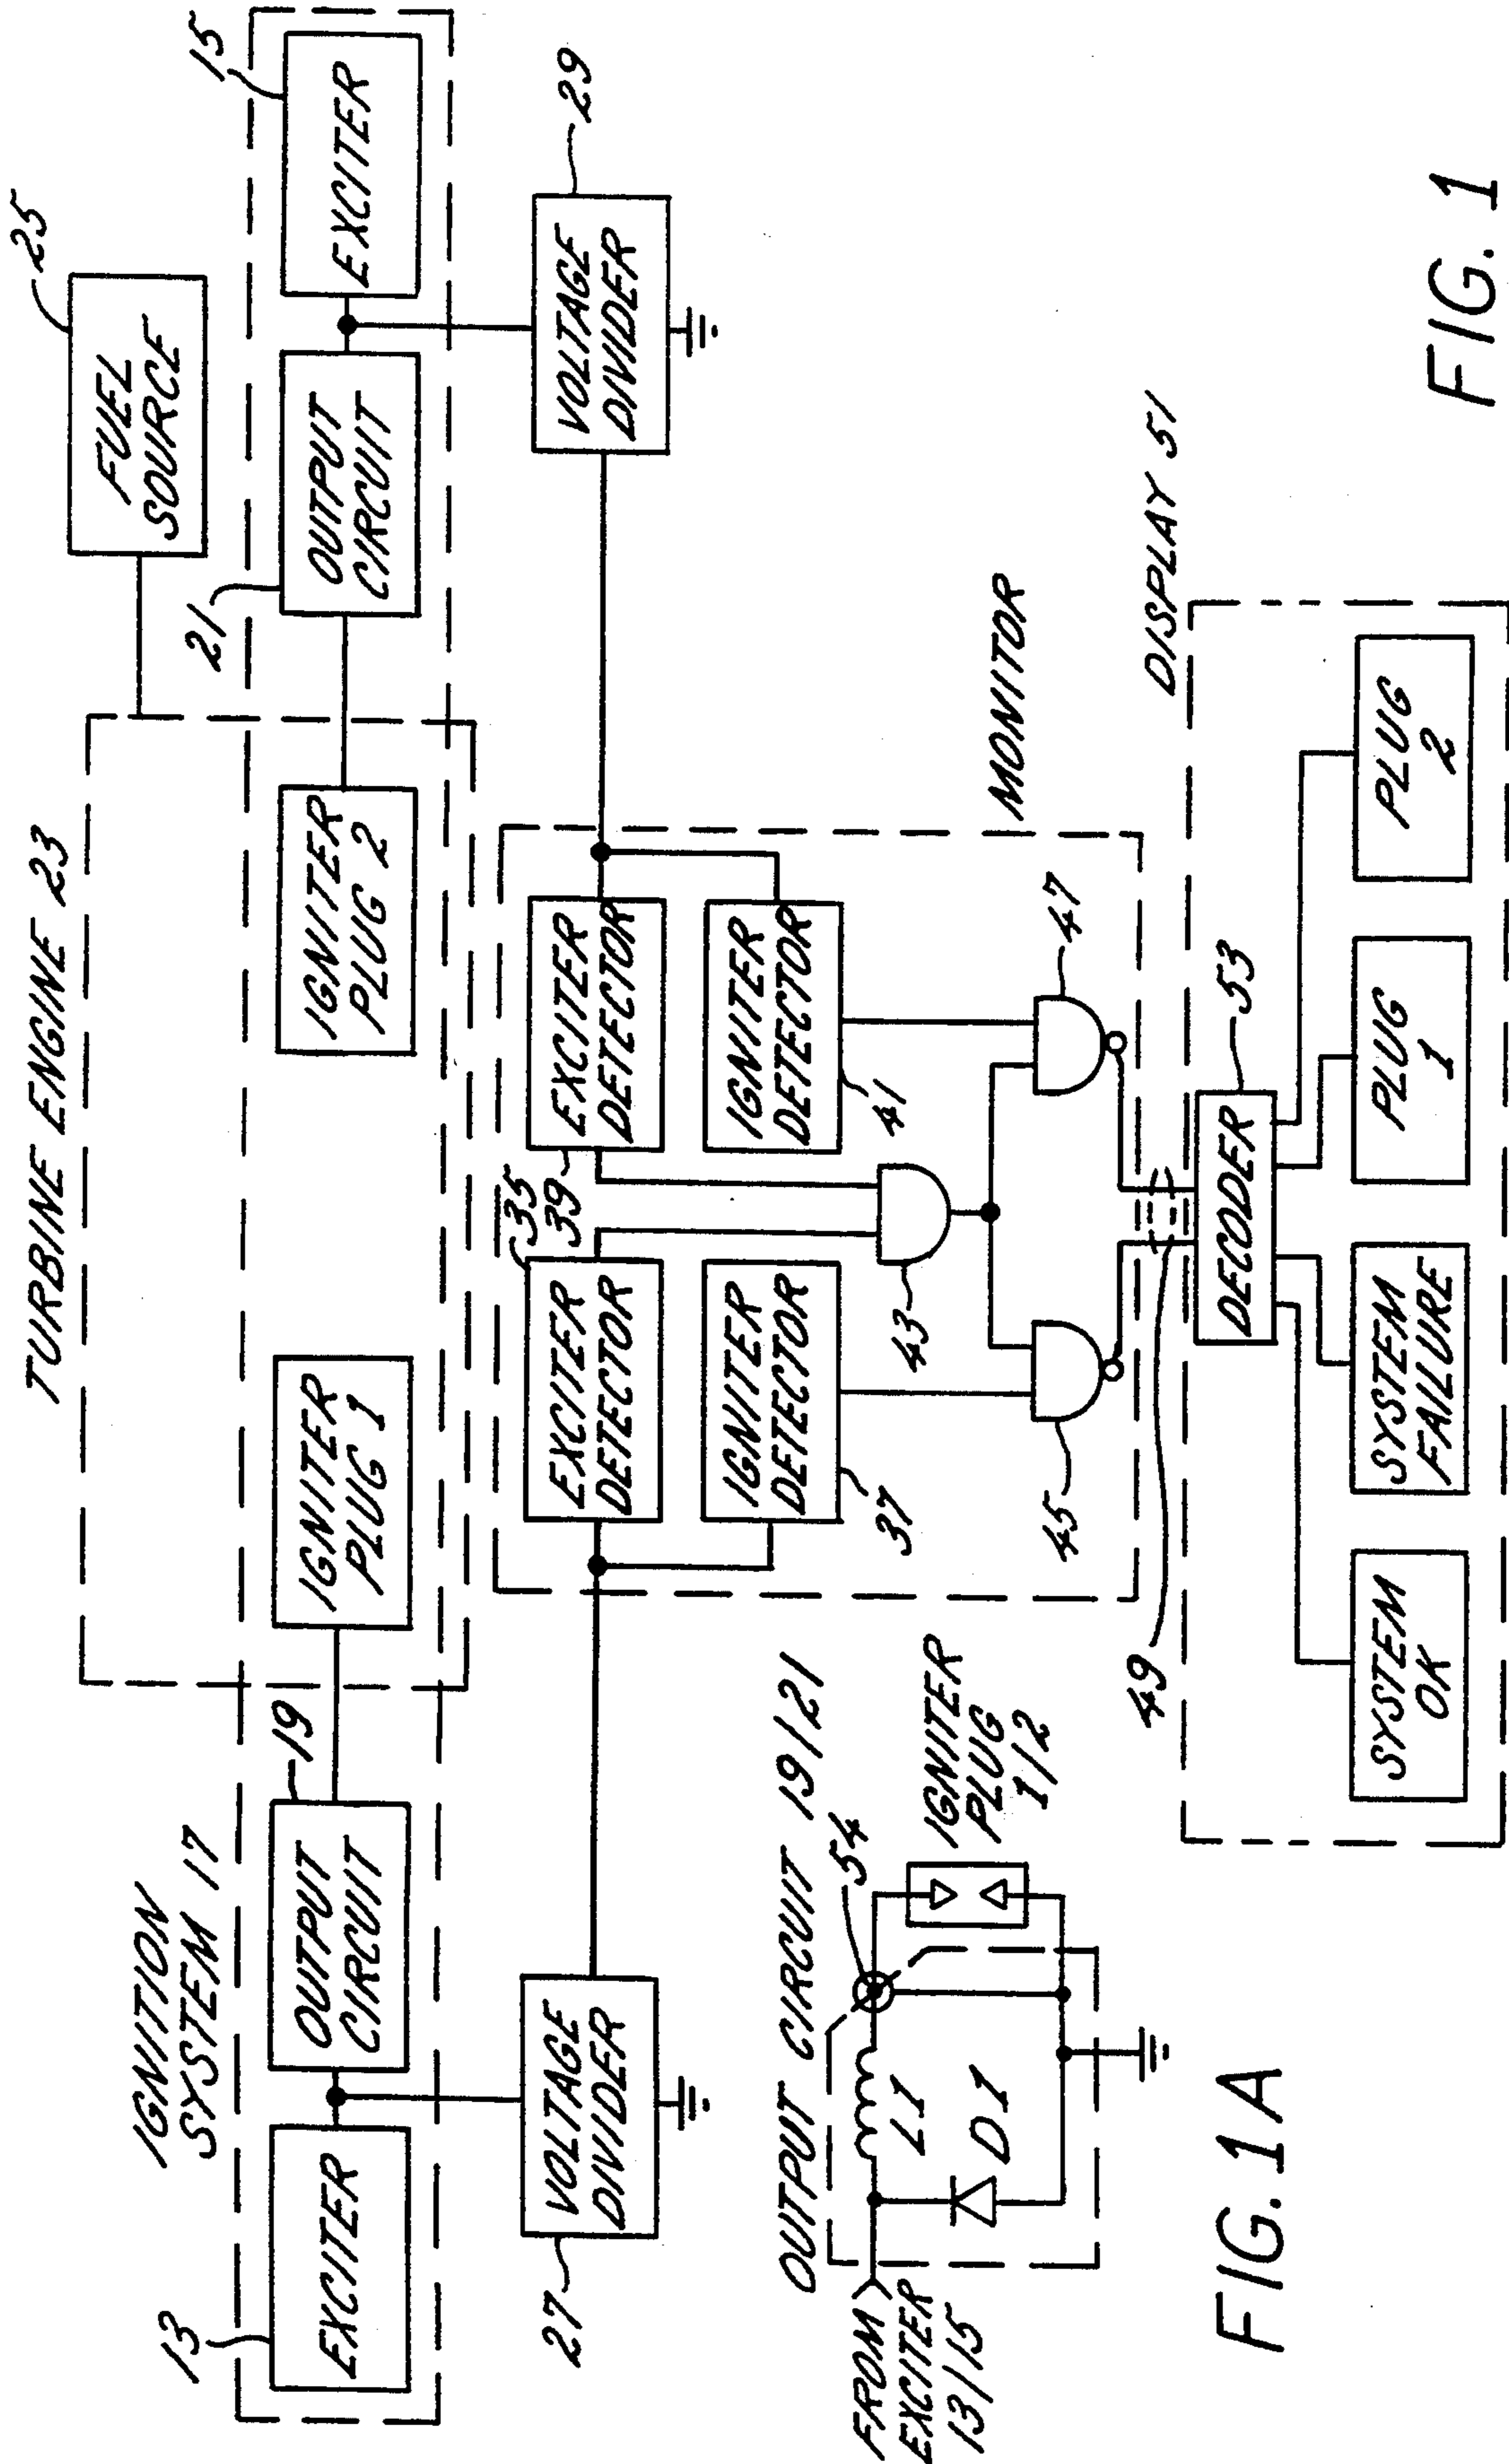 TURBINE ENGINE 23
25
FUEL
SOURCE
IGNITION
SYSTEM 17
13
EXCITER
OUTPUT
CIRCUIT
19
IGNITER
PLUG 1
IGNITER
PLUG 2
21
OUTPUT
CIRCUIT
EXCITER
15
27
VOLTAGE
DIVIDER
VOLTAGE
DIVIDER
29
EXCITER
DETECTOR
35
39
EXCITER
DETECTOR
IGNITER
DETECTOR
37
IGNITER
DETECTOR
41
43
45
47
MONITOR
49
DISPLAY 51
DECODER
53
SYSTEM
OK
SYSTEM
FAILURE
PLUG
1
PLUG
2
OUTPUT CIRCUIT 19/21
54
IGNITER
PLUG
1/2
L1
D1
FROM
EXCITER
13/15
FIG. 1A
FIG. 1